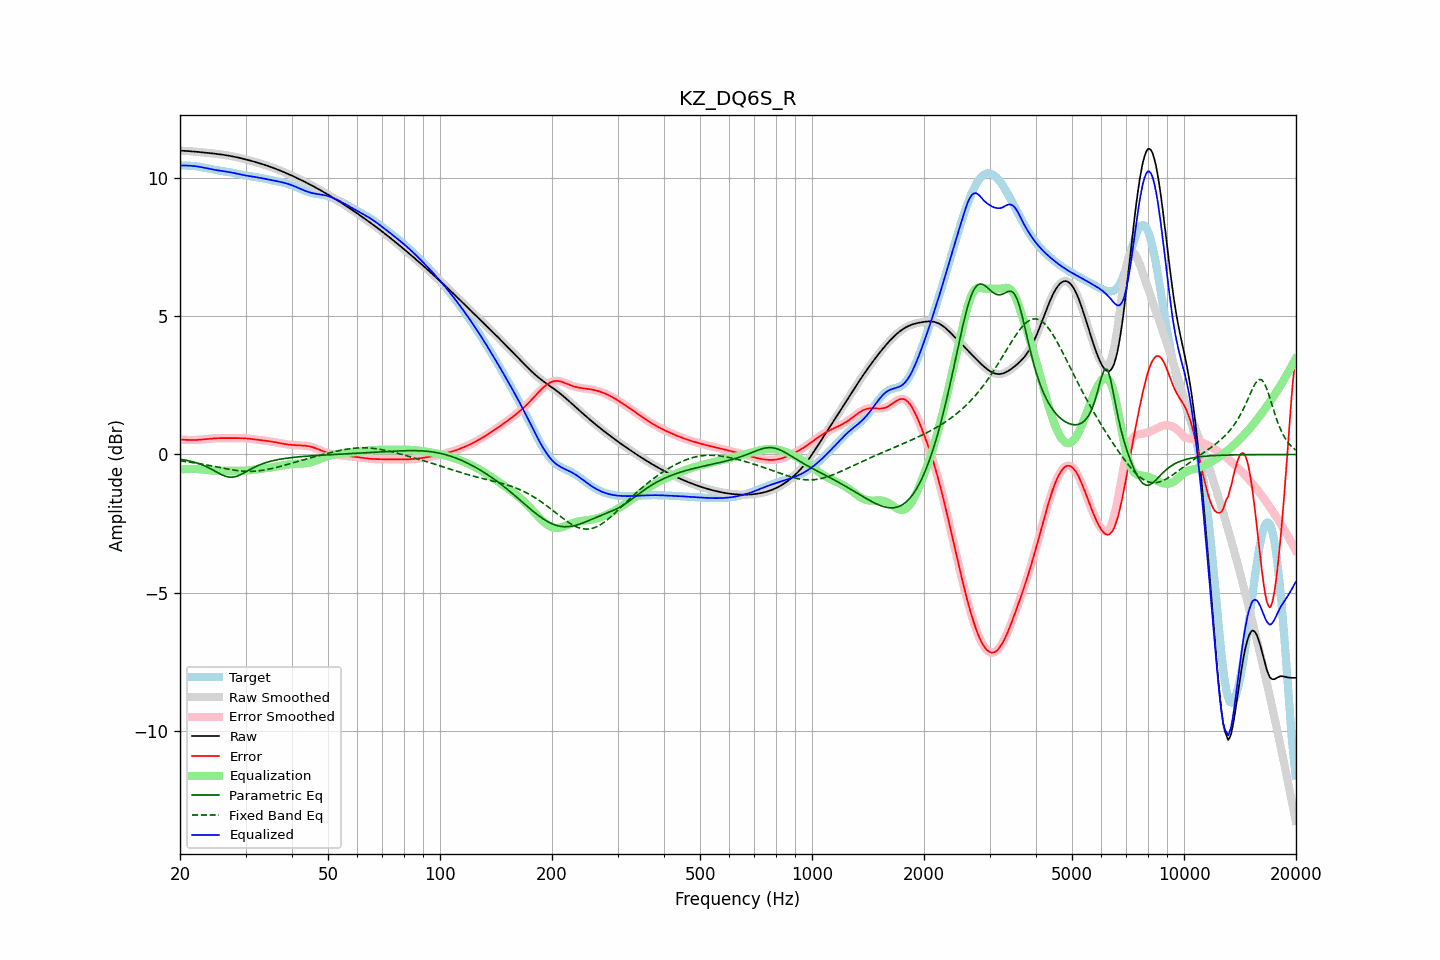 KZ_DQ6S_R
Amplitude (dBr)
10
5
0
−5
−10
20
50
100
200
500
1000
2000
5000
10000
20000
Frequency (Hz)
Target
Raw Smoothed
Error Smoothed
Raw
Error
Equalization
Parametric Eq
Fixed Band Eq
Equalized